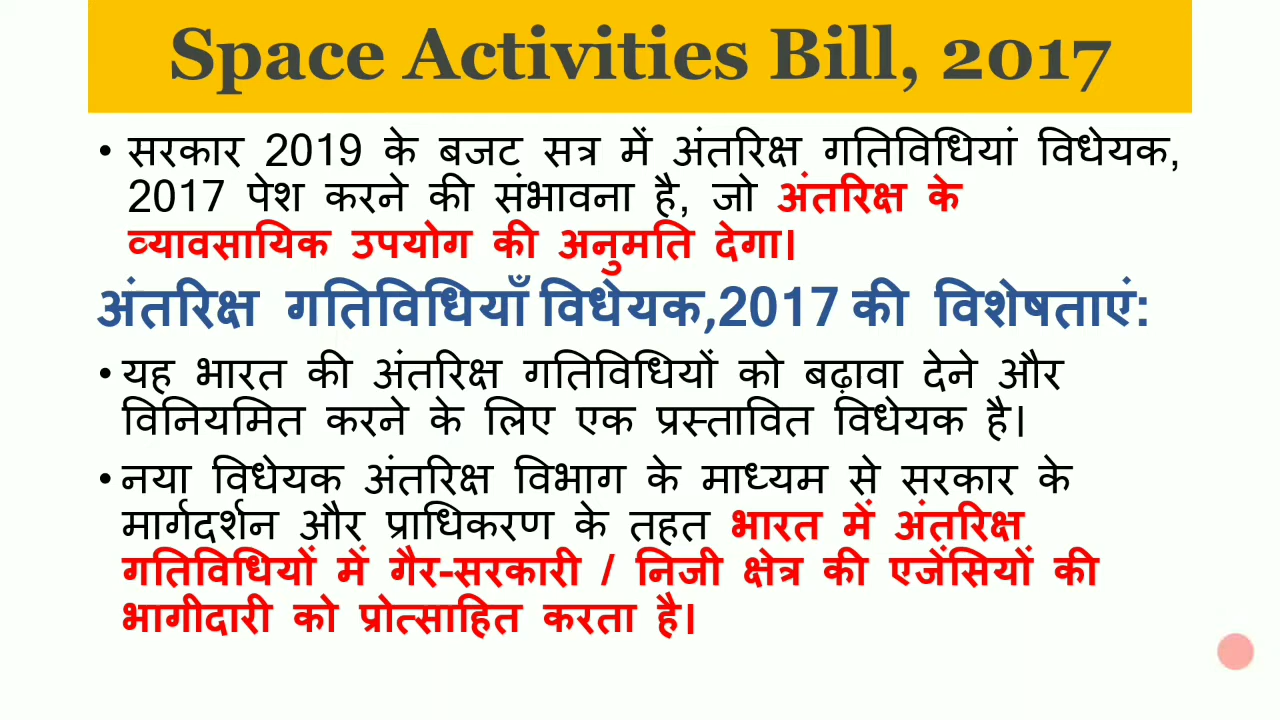 Space Activities Bill, 2017
• सरकार 2019 के बजट सत्र में अंतरिक्ष गतिविधियां विधेयक,
2017 पेश करने की संभावना है, जो अंतरिक्ष के
व्यावसायिक उपयोग की अनुमति देगा।
अंतरिक्ष गतिविधियाँ विधेयक,2017 की विशेषताएं:
• यह भारत की अंतरिक्ष गतिविधियों को बढ़ावा देने और
विनियमित करने के लिए एक प्रस्तावित विधेयक है।
• नया विधेयक अंतरिक्ष विभाग के माध्यम से सरकार के
मार्गदर्शन और प्राधिकरण के तहत भारत में अंतरिक्ष
गतिविधियों में गैर-सरकारी / निजी क्षेत्र की एजेंसियों की
भागीदारी को प्रोत्साहित करता है।